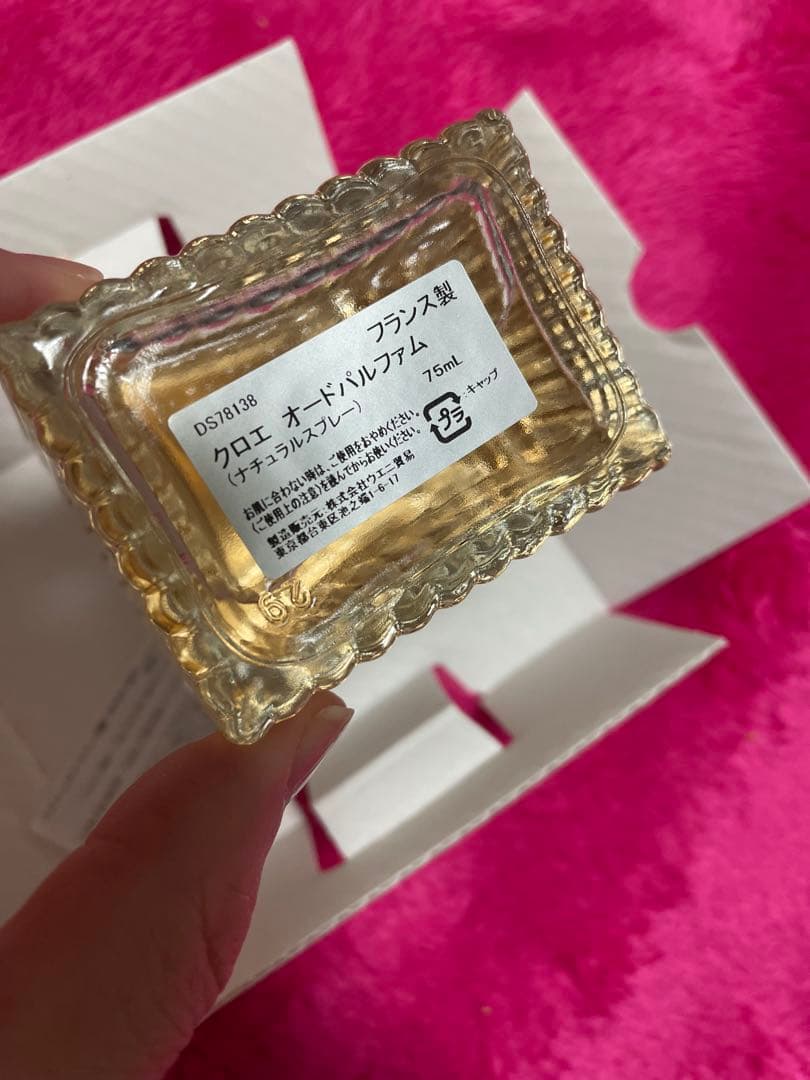 フランス製
DS78138
クロエ オードパルファム
(ナチュラルスプレー) 75mL
お肌に合わない時は、ご使用をおやめください。
(ご使用上の注意)を読んでからお使いください。
プラ
:キャップ
製造販売元・株式会社ウエニ貿易
東京都台東区池之端1-6-17
29